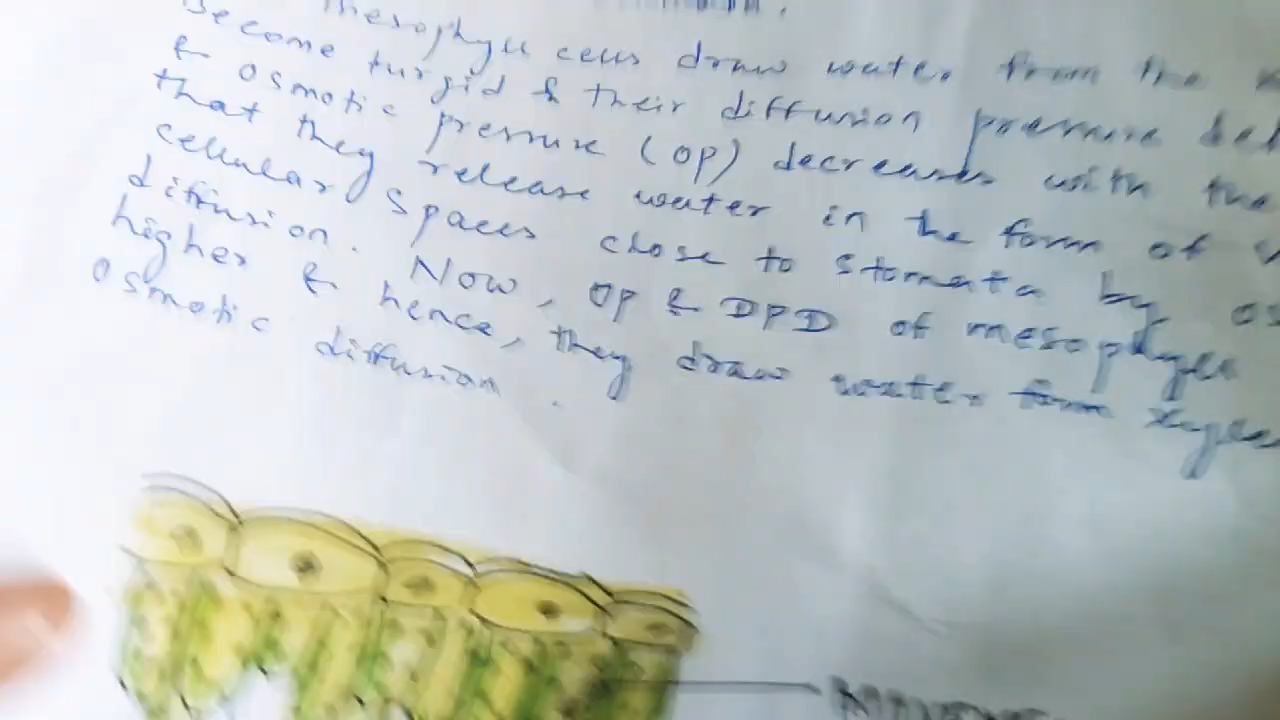 Mesophyll cells draw water from the
become turgid & their diffusion pressure
& osmotic pressure (OP) decreases with the
that they release water in the form of
cellular spaces close to stomata by
diffusion. Now, OP & DPD of mesophyll
higher & hence, they draw water form
osmotic diffusion.